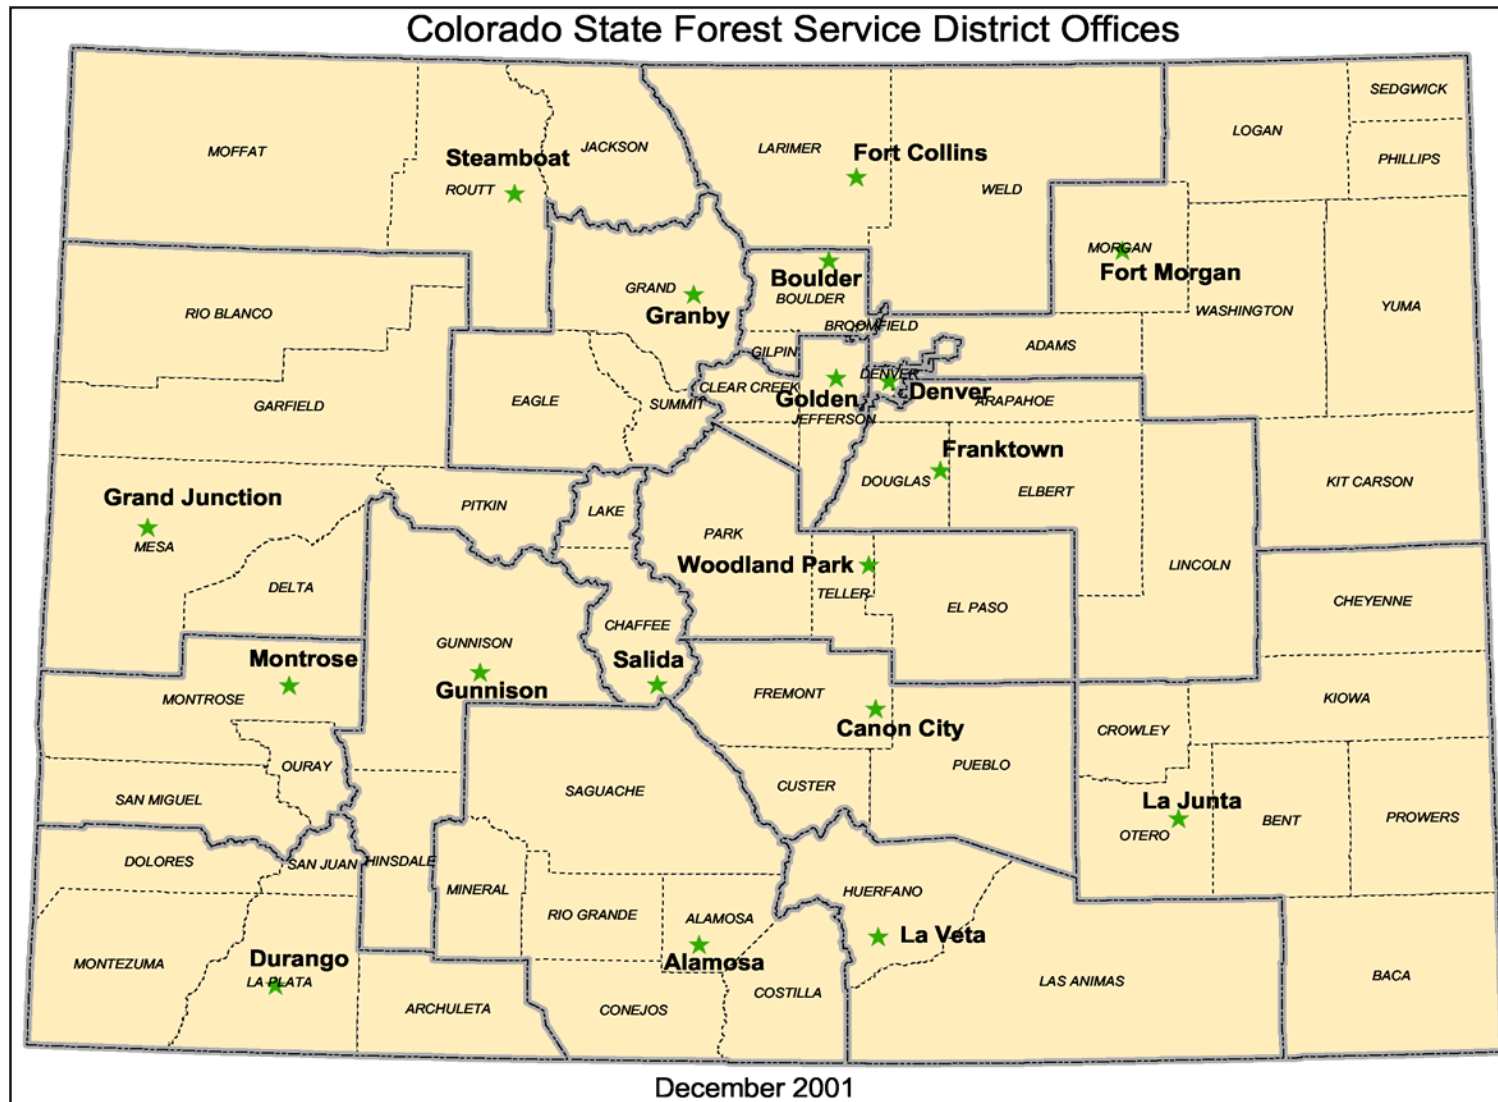 Colorado State Forest Service District Offices
SEDGWICK
LOGAN
MOFFAT
JACKSON
LARIMER
Fort Collins
PHILLIPS
Steamboat
ROUTT
WELD
MORGAN
Fort Morgan
Boulder
BOULDER
GRAND
Granby
RIO BLANCO
WASHINGTON
YUMA
BROOMFIELD
ADAMS
GILPIN
DENVER
Denver
CLEAR CREEK
Golden
JEFFERSON
ARAPAHOE
GARFIELD
EAGLE
SUMMIT
Franktown
DOUGLAS
ELBERT
KIT CARSON
Grand Junction
MESA
PITKIN
LAKE
PARK
Woodland Park
TELLER
EL PASO
LINCOLN
DELTA
CHEYENNE
CHAFFEE
GUNNISON
Gunnison
Salida
Montrose
MONTROSE
FREMONT
Canon City
KIOWA
CROWLEY
OURAY
PUEBLO
CUSTER
SAGUACHE
SAN MIGUEL
La Junta
OTERO
BENT
PROWERS
DOLORES
SAN JUAN
HINSDALE
MINERAL
HUERFANO
RIO GRANDE
ALAMOSA
Alamosa
La Veta
MONTEZUMA
Durango
LA PLATA
COSTILLA
LAS ANIMAS
BACA
ARCHULETA
CONEJOS
December 2001